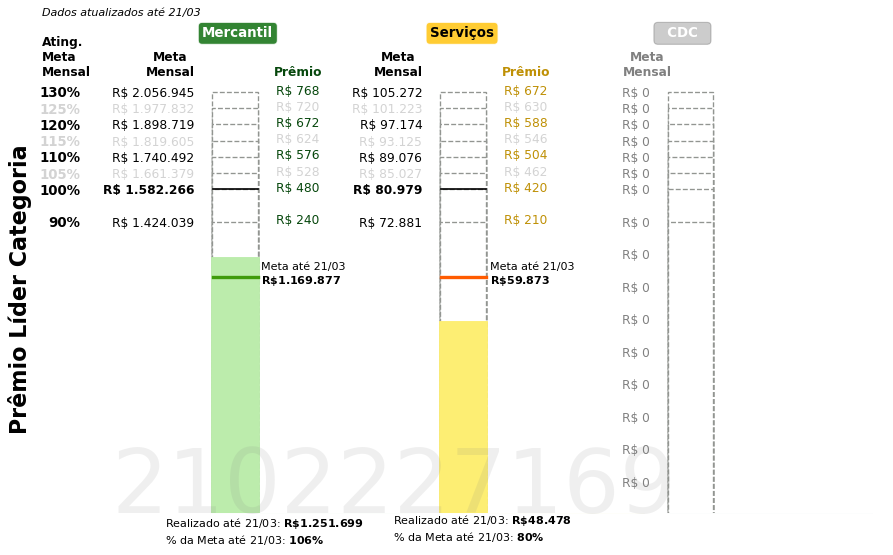 Dados atualizados até 21/03
Mercantil Serviços CDC
Ating.
Meta
Mensal
Meta
Mensal
Prêmio
Meta
Mensal
Prêmio
Meta
Mensal
130% R$ 2.056.945 R$ 768 R$ 105.272 R$ 672 R$ 0
125% R$ 1.977.832 R$ 720 R$ 101.223 R$ 630 R$ 0
120% R$ 1.898.719 R$ 672 R$ 97.174 R$ 588 R$ 0
115% R$ 1.819.605 R$ 624 R$ 93.125 R$ 546 R$ 0
110% R$ 1.740.492 R$ 576 R$ 89.076 R$ 504 R$ 0
105% R$ 1.661.379 R$ 528 R$ 85.027 R$ 462 R$ 0
100% R$ 1.582.266 R$ 480 R$ 80.979 R$ 420 R$ 0
90% R$ 1.424.039 R$ 240 R$ 72.881 R$ 210 R$ 0
R$ 0
R$ 0
R$ 0
R$ 0
R$ 0
R$ 0
R$ 0
R$ 0
Meta até 21/03
R$1.169.877
Meta até 21/03
R$59.873
Prêmio Líder Categoria
2102227169
Realizado até 21/03: R$1.251.699
% da Meta até 21/03: 106%
Realizado até 21/03: R$48.478
% da Meta até 21/03: 80%